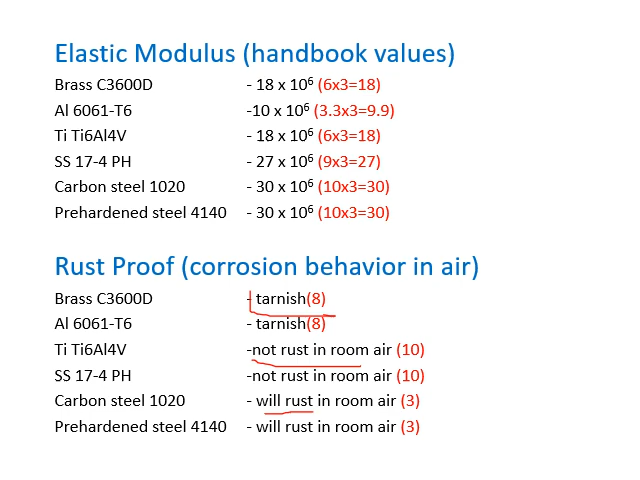 Elastic Modulus (handbook values)
Brass C3600D - 18 x 10⁶ (6x3=18)
Al 6061-T6 -10 x 10⁶ (3.3x3=9.9)
Ti Ti6Al4V - 18 x 10⁶ (6x3=18)
SS 17-4 PH - 27 x 10⁶ (9x3=27)
Carbon steel 1020 - 30 x 10⁶ (10x3=30)
Prehardened steel 4140 - 30 x 10⁶ (10x3=30)
Rust Proof (corrosion behavior in air)
Brass C3600D - tarnish(8)
Al 6061-T6 - tarnish(8)
Ti Ti6Al4V -not rust in room air (10)
SS 17-4 PH -not rust in room air (10)
Carbon steel 1020 - will rust in room air (3)
Prehardened steel 4140 - will rust in room air (3)